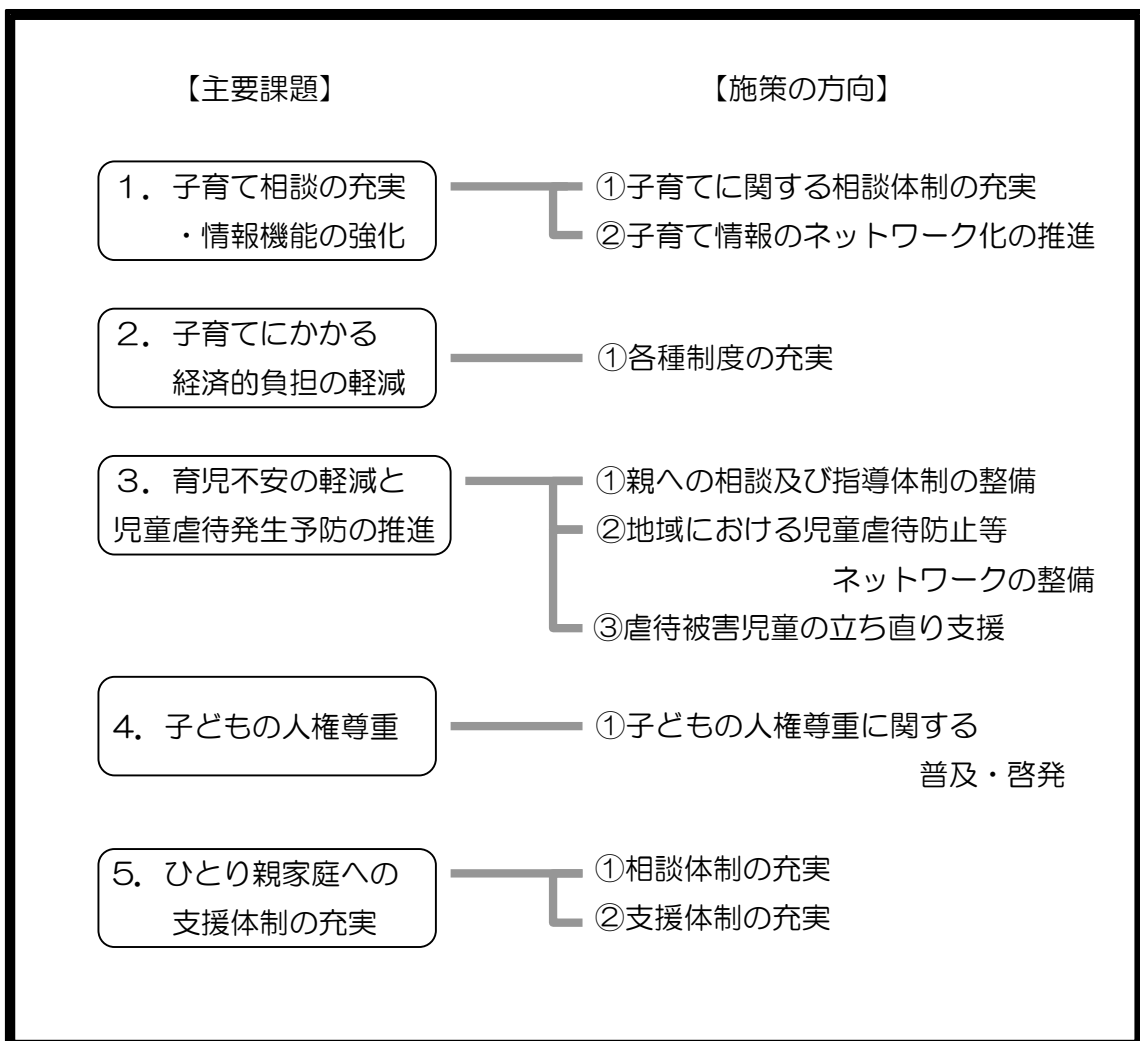 【主要課題】
【施策の方向】
１．子育て相談の充実
・情報機能の強化
①子育てに関する相談体制の充実
②子育て情報のネットワーク化の推進
２．子育てにかかる
経済的負担の軽減
①各種制度の充実
３．育児不安の軽減と
児童虐待発生予防の推進
①親への相談及び指導体制の整備
②地域における児童虐待防止等
ネットワークの整備
③虐待被害児童の立ち直り支援
４．子どもの人権尊重
①子どもの人権尊重に関する
普及・啓発
５．ひとり親家庭への
支援体制の充実
①相談体制の充実
②支援体制の充実